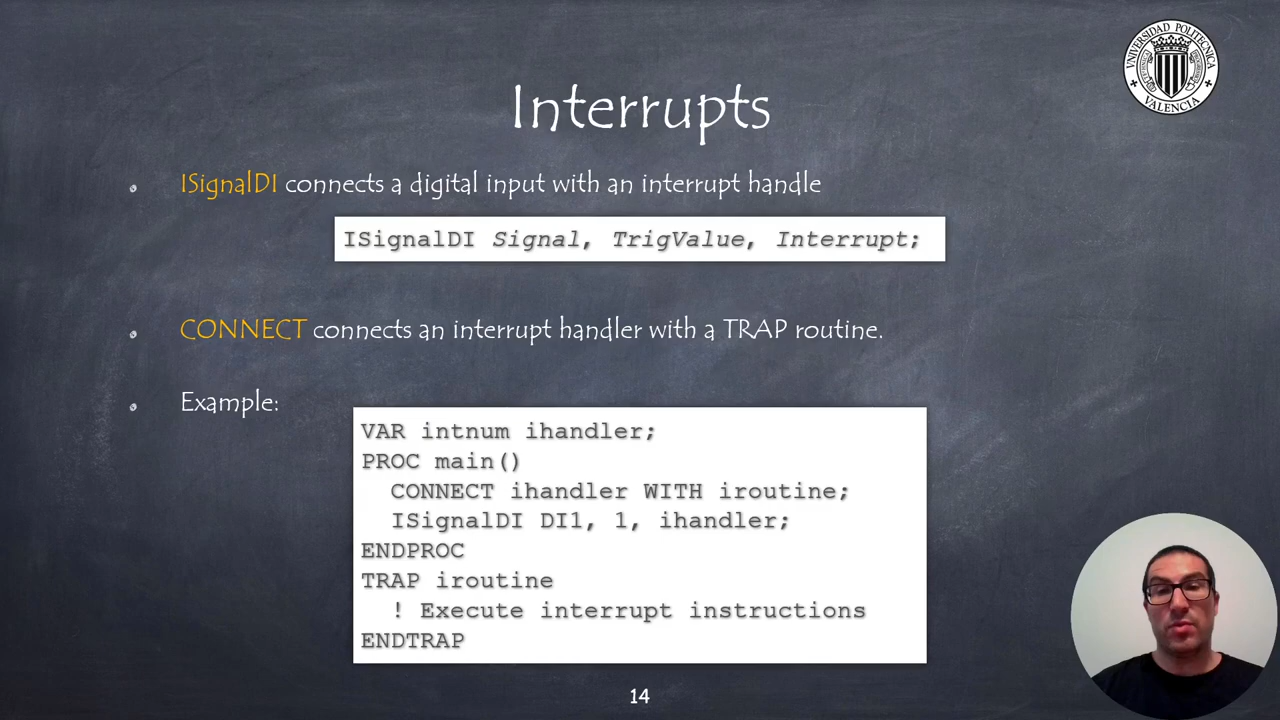 UNIVERSIDAD POLITECNICA
VALENCIA
Interrupts
ISignalDI connects a digital input with an interrupt handle
ISignalDI Signal, TrigValue, Interrupt;
CONNECT connects an interrupt handler with a TRAP routine.
Example:
VAR intnum ihandler;
PROC main()
CONNECT ihandler WITH iroutine;
ISignalDI DI1, 1, ihandler;
ENDPROC
TRAP iroutine
! Execute interrupt instructions
ENDTRAP
14